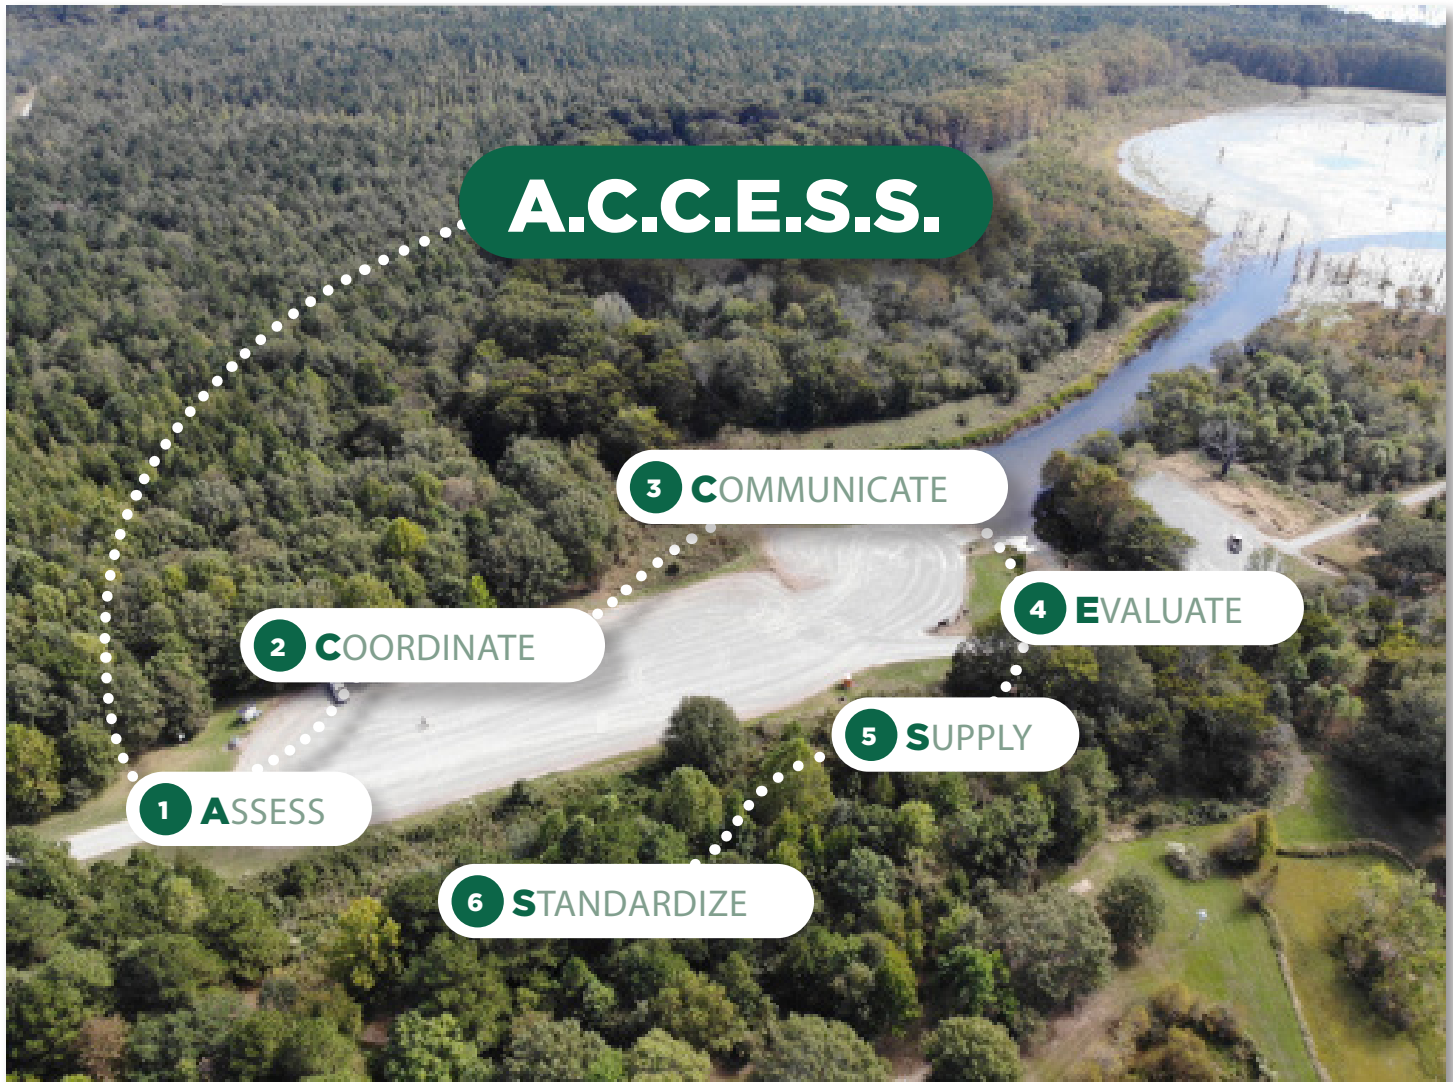 A.C.C.E.S.S.
3 COMMUNICATE
4 EVALUATE
2 COORDINATE
5 SUPPLY
1 ASSESS
6 STANDARDIZE